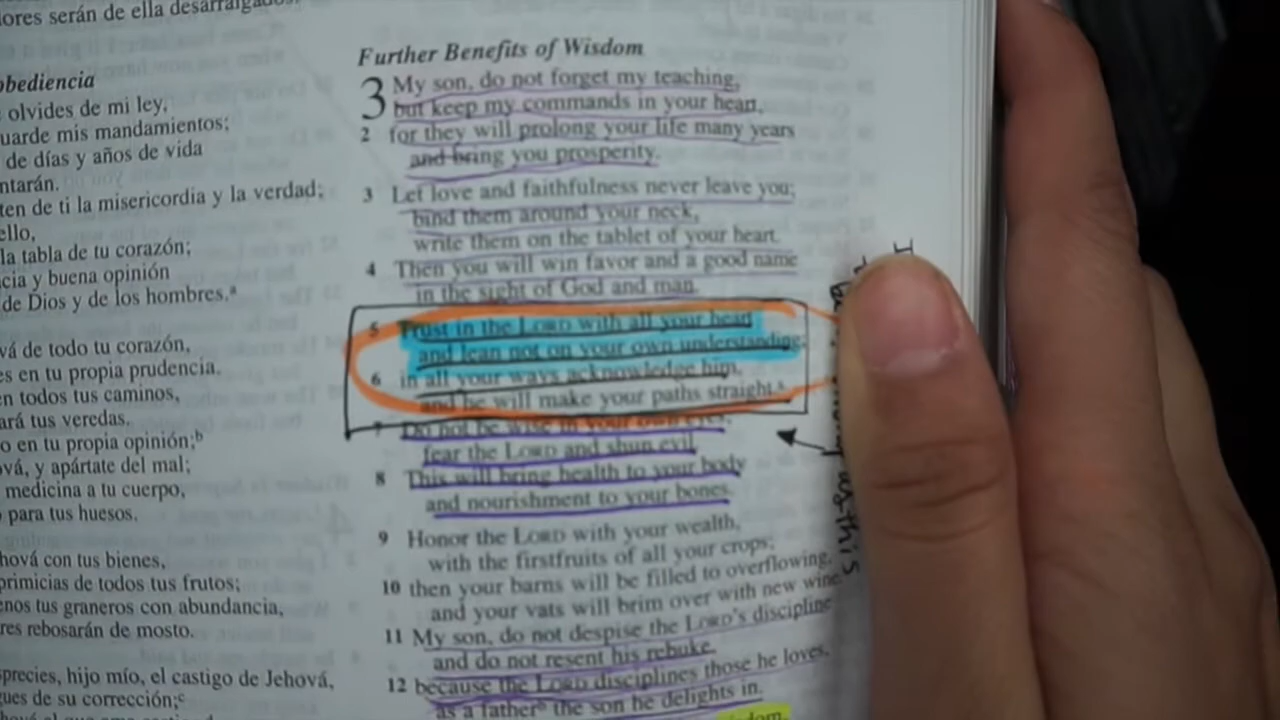 ores serán de ella desarraigados.
obediencia
olvides de mi ley,
uarde mis mandamientos;
de días y años de vida
ntarán.
ten de ti la misericordia y la verdad;
ello,
la tabla de tu corazón;
cia y buena opinión
de Dios y de los hombres.a
vá de todo tu corazón,
es en tu propia prudencia.
en todos tus caminos,
ará tus veredas.
o en tu propia opinión;b
vá, y apártate del mal;
medicina a tu cuerpo,
para tus huesos.
hová con tus bienes,
primicias de todos tus frutos;
enos tus graneros con abundancia,
res rebosarán de mosto.
sprecies, hijo mío, el castigo de Jehová,
gues de su corrección;c
Further Benefits of Wisdom
3 My son, do not forget my teaching,
but keep my commands in your heart,
2 for they will prolong your life many years
and bring you prosperity.
3 Let love and faithfulness never leave you;
bind them around your neck,
write them on the tablet of your heart.
4 Then you will win favor and a good name
in the sight of God and man.
5 Trust in the LORD with all your heart
and lean not on your own understanding;
6 in all your ways acknowledge him,
and he will make your paths straight.a
7 Do not be wise in your own eyes;
fear the LORD and shun evil.
8 This will bring health to your body
and nourishment to your bones.
9 Honor the LORD with your wealth,
with the firstfruits of all your crops;
10 then your barns will be filled to overflowing,
and your vats will brim over with new wine.
11 My son, do not despise the LORD's discipline
and do not resent his rebuke,
12 because the LORD disciplines those he loves,
as a fatherb the son he delights in.
I
this